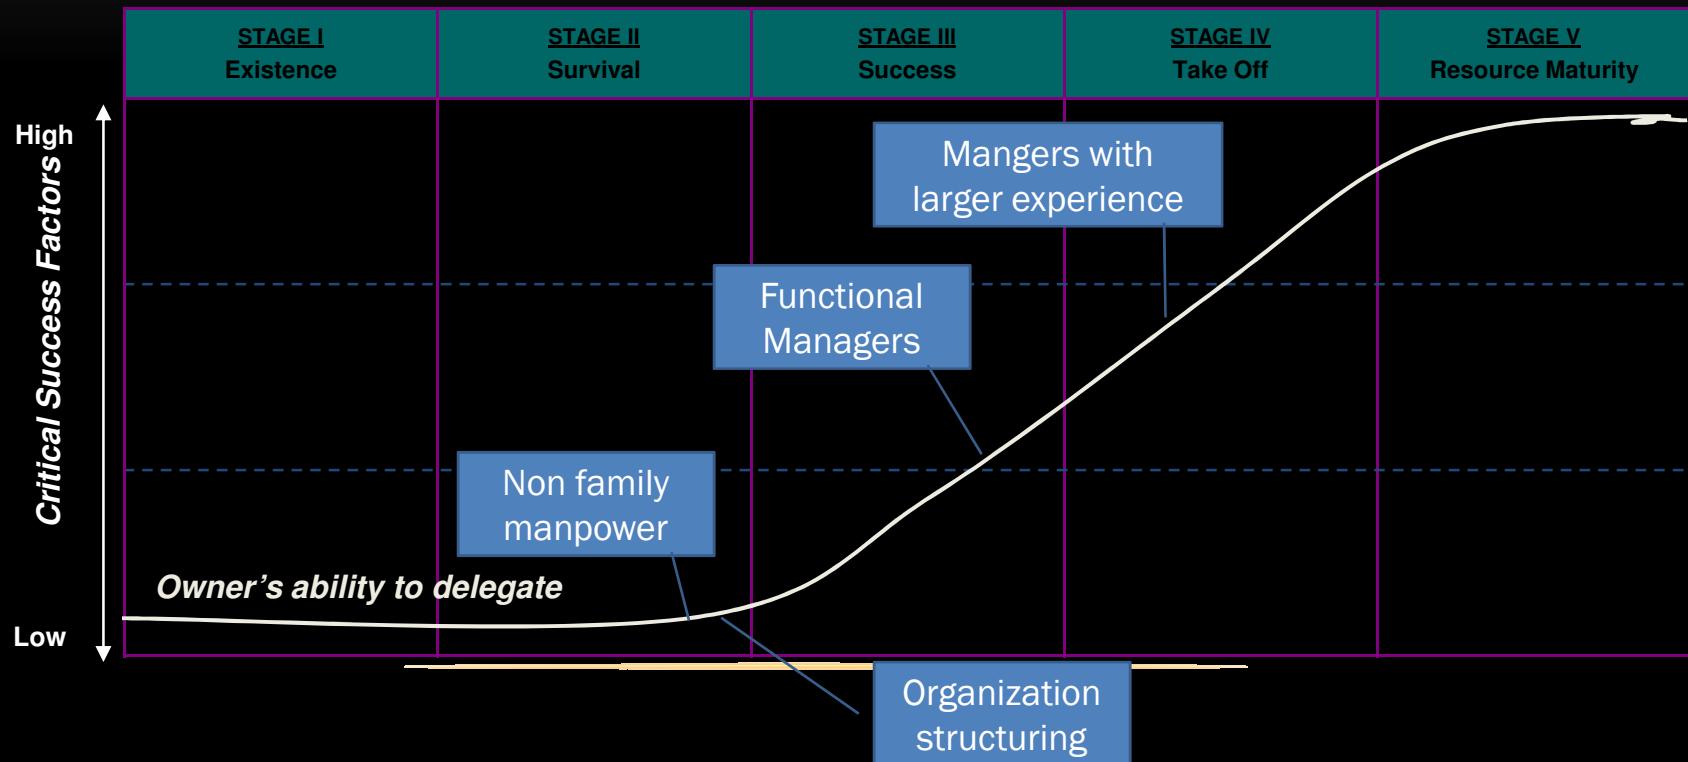 STAGE I
Existence
STAGE II
Survival
STAGE III
Success
STAGE IV
Take Off
STAGE V
Resource Maturity
High
Critical Success Factors
Low
Mangers with
larger experience
Functional
Managers
Non family
manpower
Owner’s ability to delegate
Organization
structuring